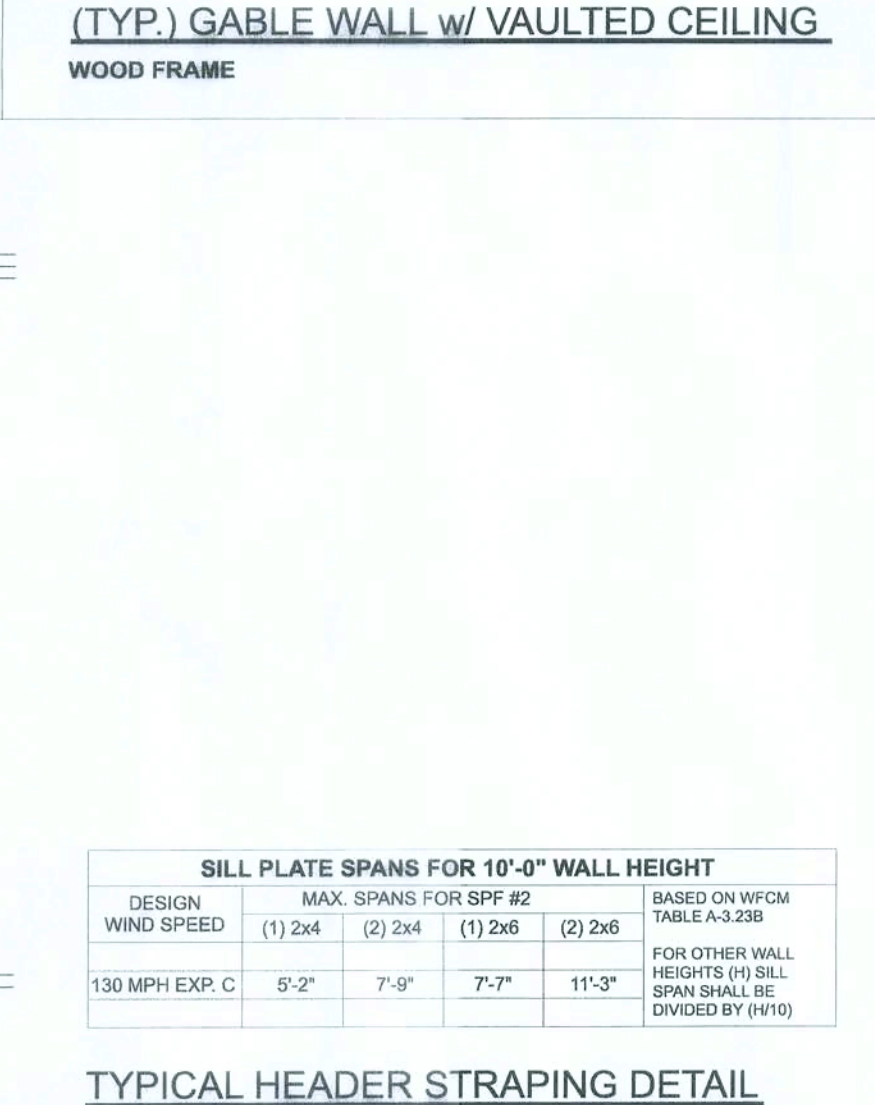 (TYP.) GABLE WALL w/ VAULTED CEILING
WOOD FRAME
SILL PLATE SPANS FOR 10'-0" WALL HEIGHT
DESIGN WIND SPEED
MAX. SPANS FOR SPF #2
(1) 2x4 (2) 2x4 (1) 2x6 (2) 2x6
130 MPH EXP. C 5'-2" 7'-9" 7'-7" 11'-3"
BASED ON WFCM
TABLE A-3.23B
FOR OTHER WALL
HEIGHTS (H) SILL
SPAN SHALL BE
DIVIDED BY (H/10)
TYPICAL HEADER STRAPING DETAIL